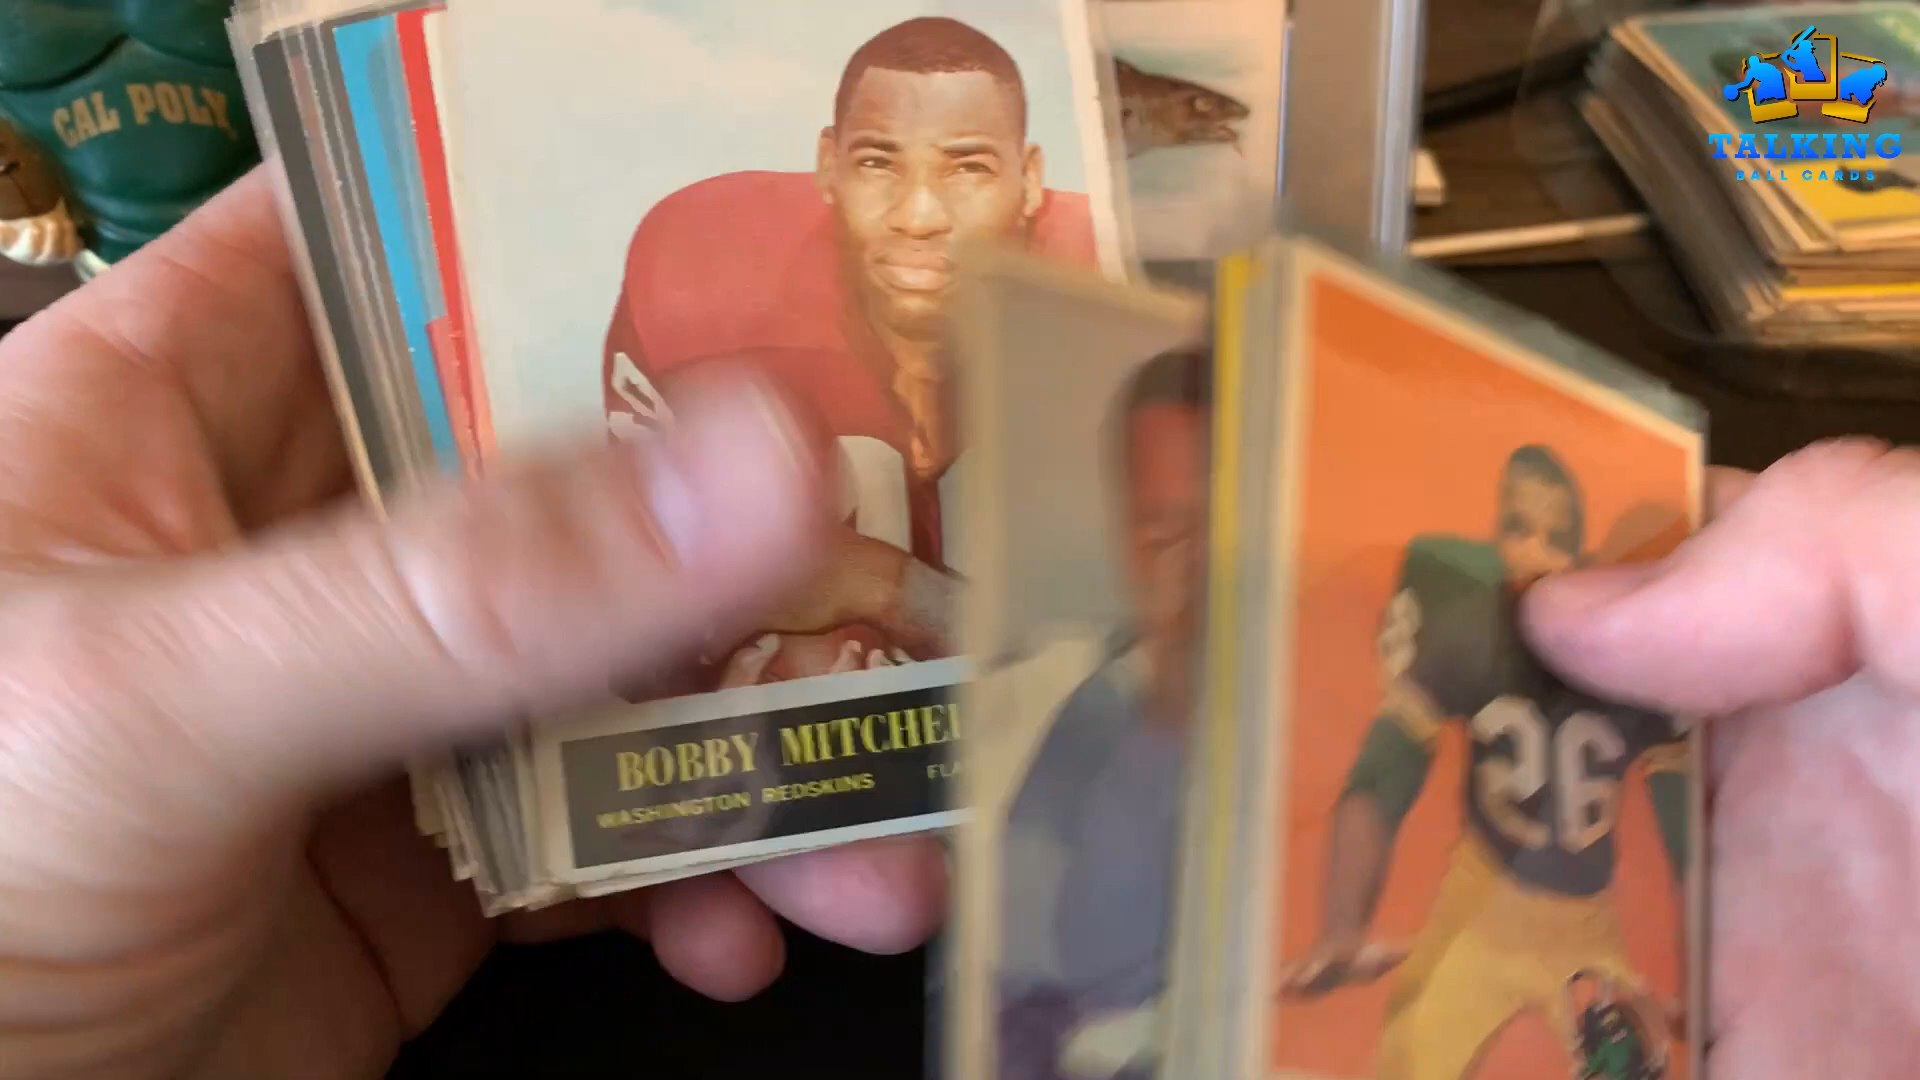 CAL POLY
TALKING
BALL CARDS
BOBBY MITCHEL
WASHINGTON REDSKINS FLA
26